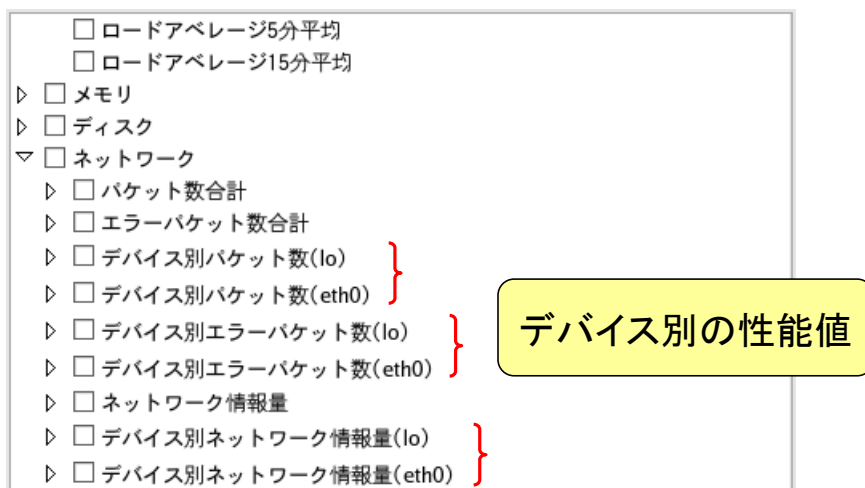 ロードアベレージ5分平均
ロードアベレージ15分平均
メモリ
ディスク
ネットワーク
パケット数合計
エラーパケット数合計
デバイス別パケット数(lo)
デバイス別パケット数(eth0)
デバイス別エラーパケット数(lo)
デバイス別エラーパケット数(eth0)
ネットワーク情報量
デバイス別ネットワーク情報量(lo)
デバイス別ネットワーク情報量(eth0)
デバイス別の性能値